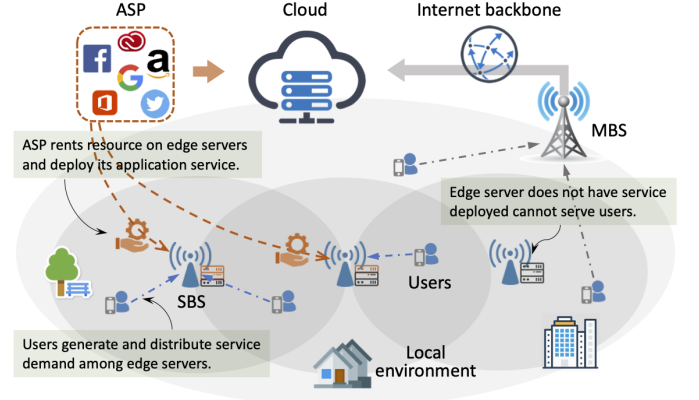 ASP
Cloud
Internet backbone
a
G
MBS
ASP rents resource on edge servers
and deploy its application service.
Edge server does not have service
deployed cannot serve users.
SBS
Users
Users generate and distribute service
demand among edge servers.
Local
environment